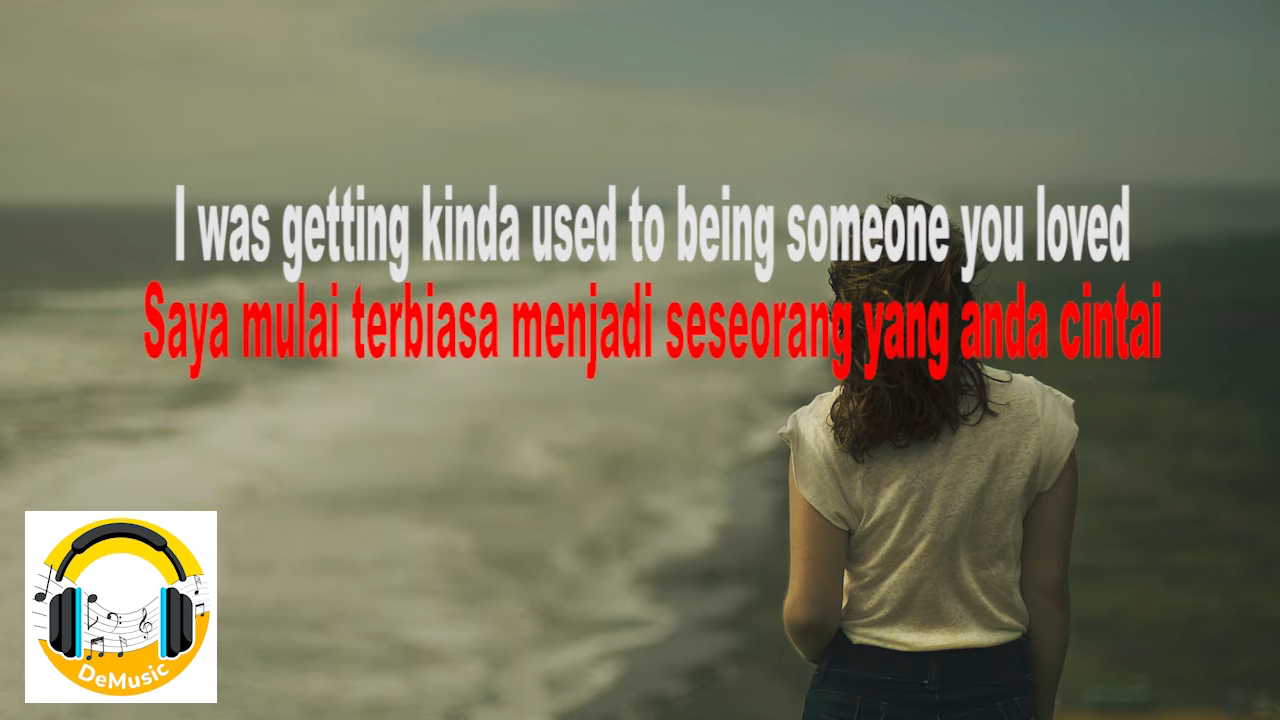 I was getting kinda used to being someone you loved
Saya mulai terbiasa menjadi seseorang yang anda cintai
DeMusic